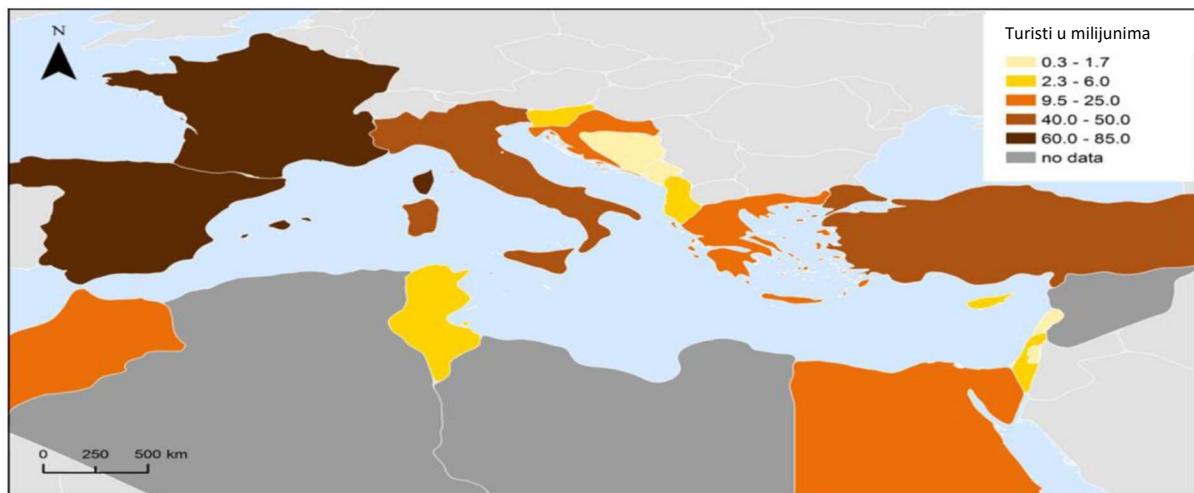 N
Turisti u milijunima
0.3 - 1.7
2.3 - 6.0
9.5 - 25.0
40.0 - 50.0
60.0 - 85.0
no data
0 250 500 km